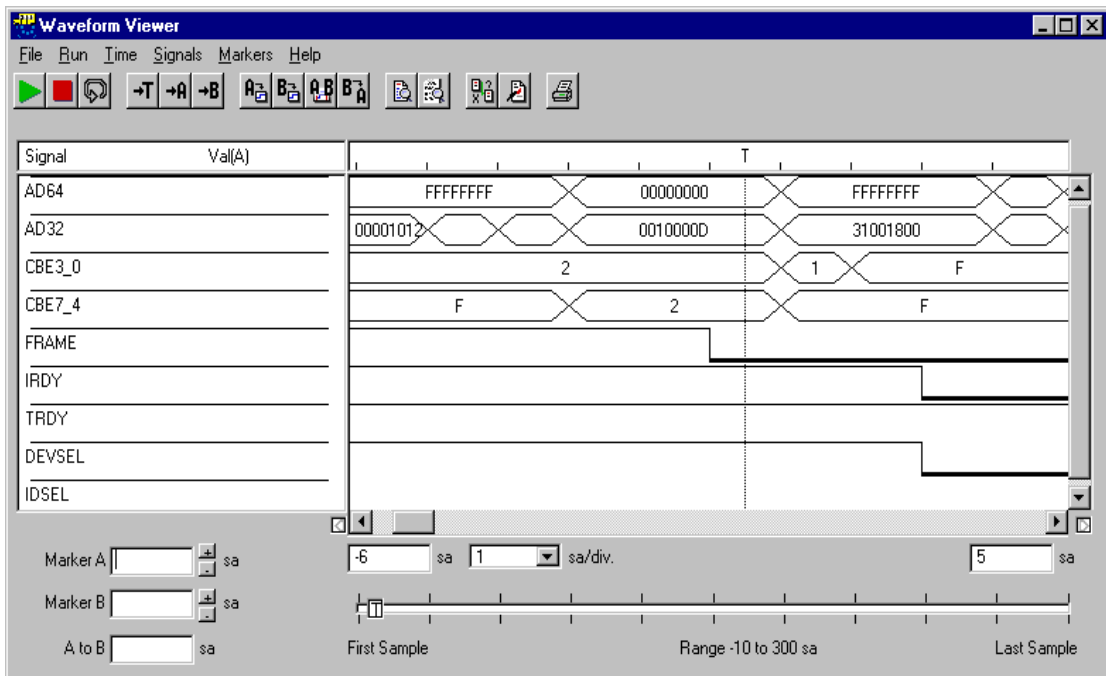 Waveform Viewer
File Run Time Signals Markers Help
→T →A →B A B A B B A
Signal Val(A) T
AD64 FFFFFFFF 00000000 FFFFFFFF
AD32 00001012 0010000D 31001800
CBE3_0 2 1 F
CBE7_4 F 2 F
FRAME
IRDY
TRDY
DEVSEL
IDSEL
Marker A + - sa -6 sa 1 sa/div. 5 sa
Marker B + - sa
A to B sa First Sample Range -10 to 300 sa Last Sample